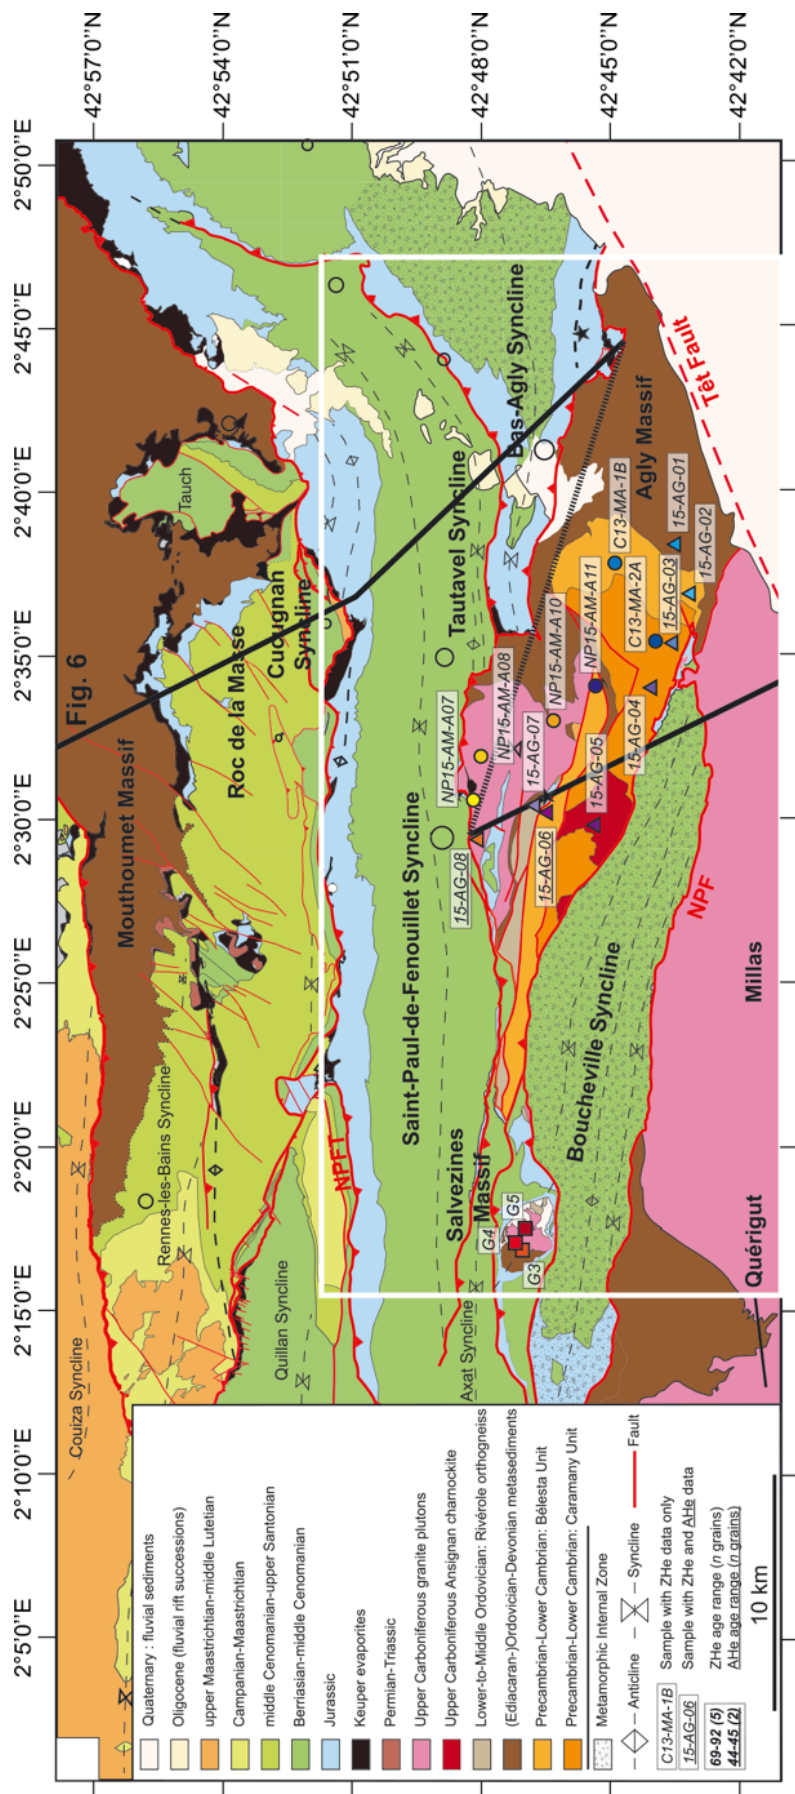 2°5'0"E
2°10'0"E
2°15'0"E
2°20'0"E
2°25'0"E
2°30'0"E
2°35'0"E
2°40'0"E
2°45'0"E
2°50'0"E
42°57'0"N
42°54'0"N
42°51'0"N
42°48'0"N
42°45'0"N
42°42'0"N
Couiza Syncline
Rennes-les-Bains Syncline
Mouthoumet Massif
Fig. 6
Tauch
Roc de la Masse
Cucugnan
Syncline
Quillan Syncline
NPFT
Saint-Paul-de-Fenouillet Syncline
Tautavel Syncline
Bas-Agly Syncline
Axat Syncline
Salvezines
Massif
G4
G5
G3
15-AG-08
NP15-AM-A07
NP15-AM-A08
15-AG-07
NP15-AM-A10
NP15-AM-A11
15-AG-06
15-AG-05
15-AG-04
C13-MA-2A
15-AG-03
C13-MA-1B
15-AG-01
15-AG-02
Agly Massif
Têt Fault
Boucheville Syncline
NPF
Quérigut
Millas
Quaternary : fluvial sediments
Oligocene (fluvial rift successions)
upper Maastrichtian-middle Lutetian
Campanian-Maastrichtian
middle Cenomanian-upper Santonian
Berriasian-middle Cenomanian
Jurassic
Keuper evaporites
Permian-Triassic
Upper Carboniferous granite plutons
Upper Carboniferous Ansignan charnockite
Lower-to-Middle Ordovician: Rivérole orthogneiss
(Ediacaran-)Ordovician-Devonian metasediments
Precambrian-Lower Cambrian: Bélesta Unit
Precambrian-Lower Cambrian: Caramany Unit
Metamorphic Internal Zone
Anticline
Syncline
Fault
C13-MA-1B Sample with ZHe data only
15-AG-06 Sample with ZHe and AHe data
69-92 (5) ZHe age range (n grains)
44-45 (2) AHe age range (n grains)
10 km